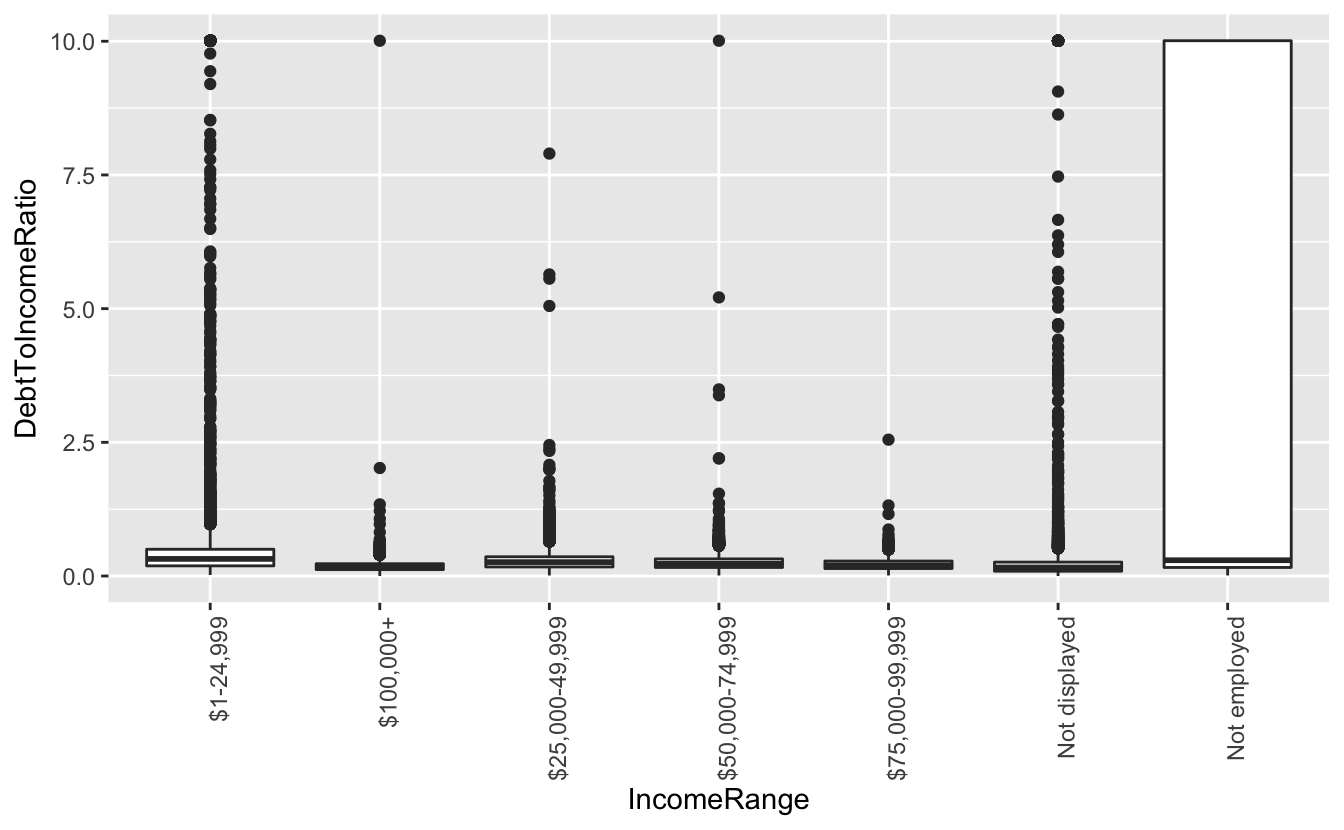 10.0
7.5
5.0
2.5
0.0
DebtToIncomeRatio
$1-24,999
$100,000+
$25,000-49,999
$50,000-74,999
$75,000-99,999
Not displayed
Not employed
IncomeRange